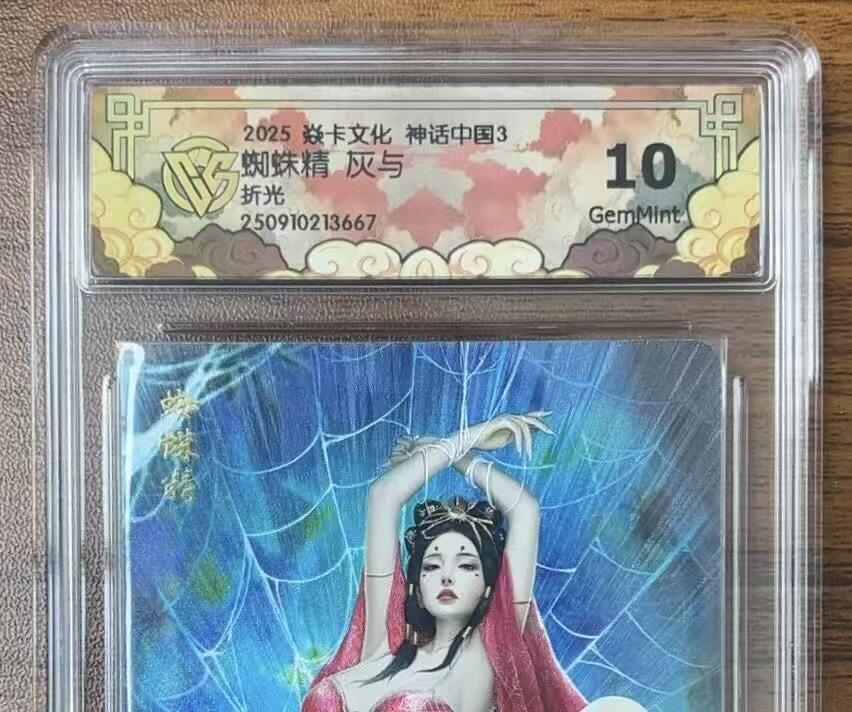 2025 焱卡文化 神话中国3
蜘蛛精 灰与
折光
250910213667
10
GemMint
蜘蛛精